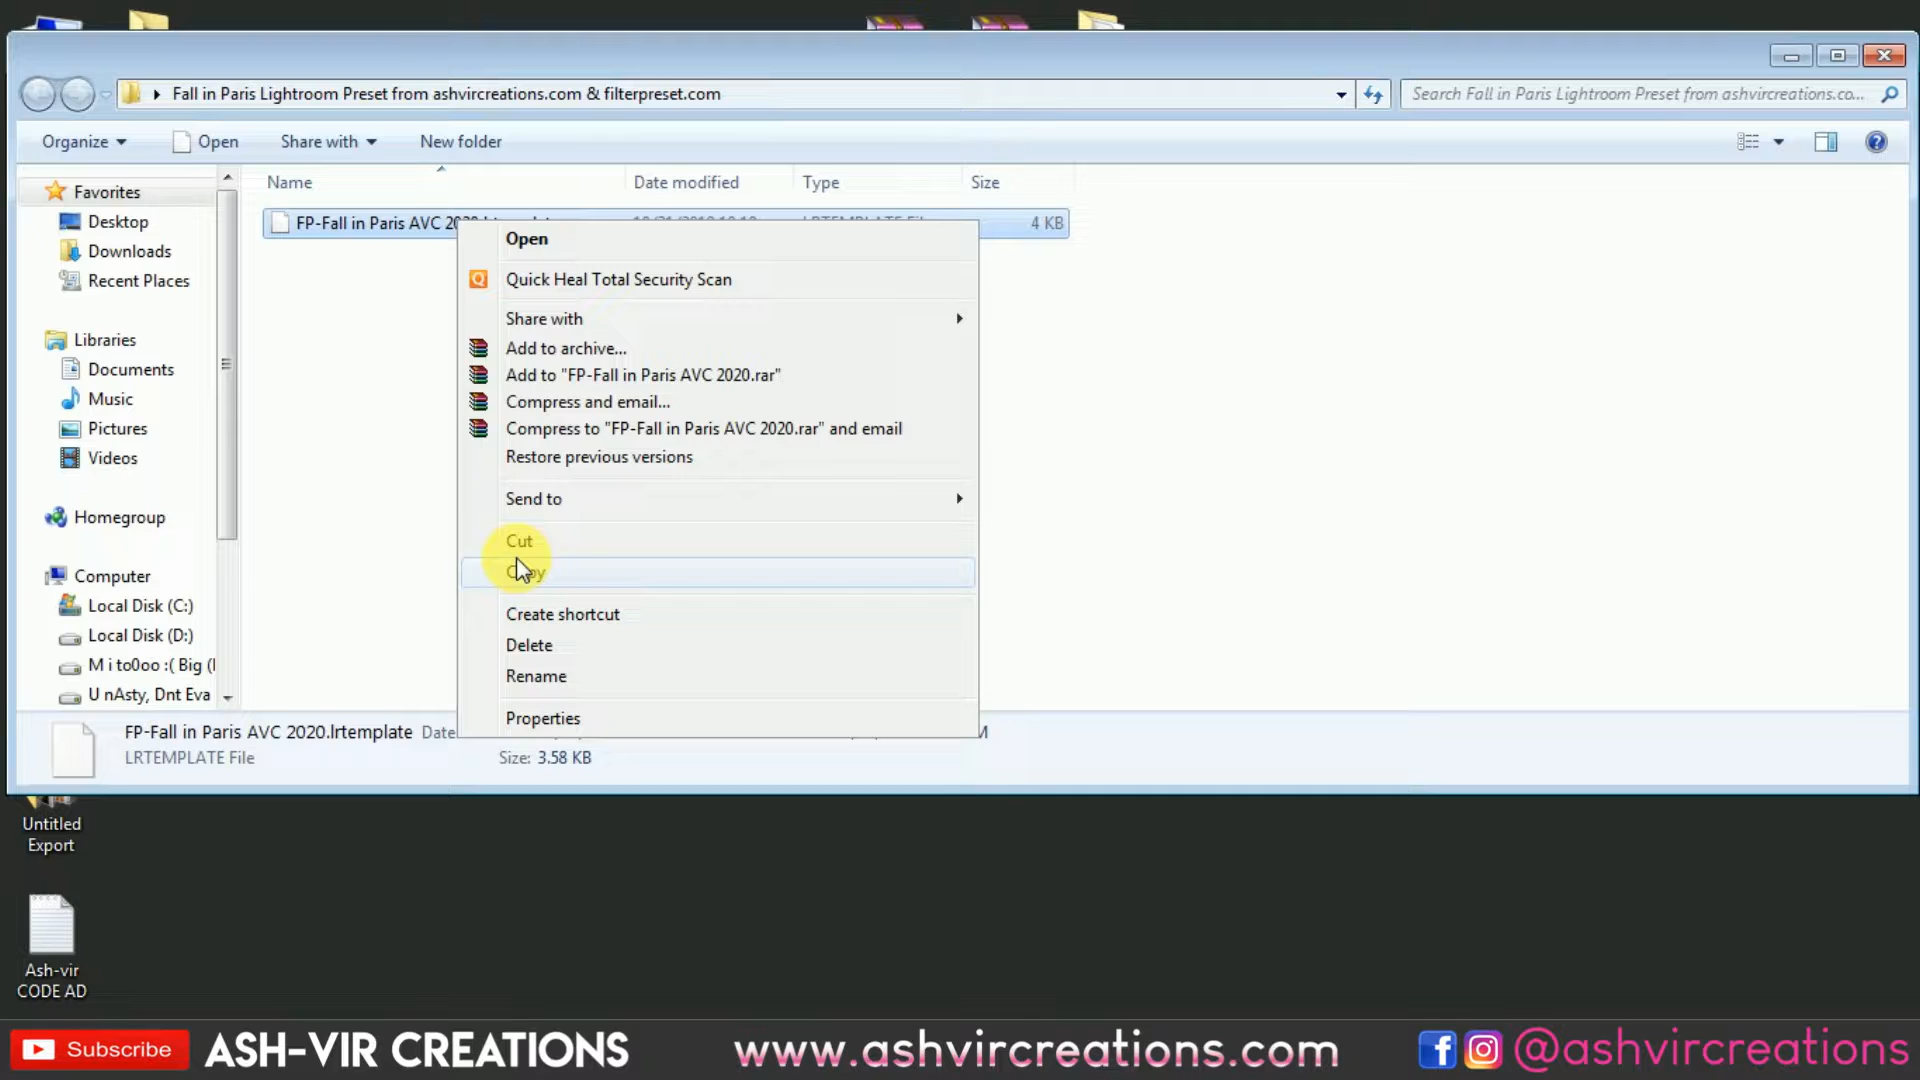 Fall in Paris Lightroom Preset from ashvircreations.com & filterpreset.com
Search Fall in Paris Lightroom Preset from ashvircreations.co...
Organize Open Share with New folder
Name Date modified Type Size
FP-Fall in Paris AVC 4 KB
Favorites
Desktop
Downloads
Recent Places
Libraries
Documents
Music
Pictures
Videos
Homegroup
Computer
Local Disk (C:)
Local Disk (D:)
M i to0oo :( Big (
U nAsty, Dnt Eva
Open
Quick Heal Total Security Scan
Share with
Add to archive...
Add to "FP-Fall in Paris AVC 2020.rar"
Compress and email...
Compress to "FP-Fall in Paris AVC 2020.rar" and email
Restore previous versions
Send to
Cut
Copy
Create shortcut
Delete
Rename
Properties
FP-Fall in Paris AVC 2020.lrtemplate Date M
LRTEMPLATE File Size: 3.58 KB
Untitled
Export
Ash-vir
CODE AD
Subscribe ASH-VIR CREATIONS www.ashvircreations.com @ashvircreations